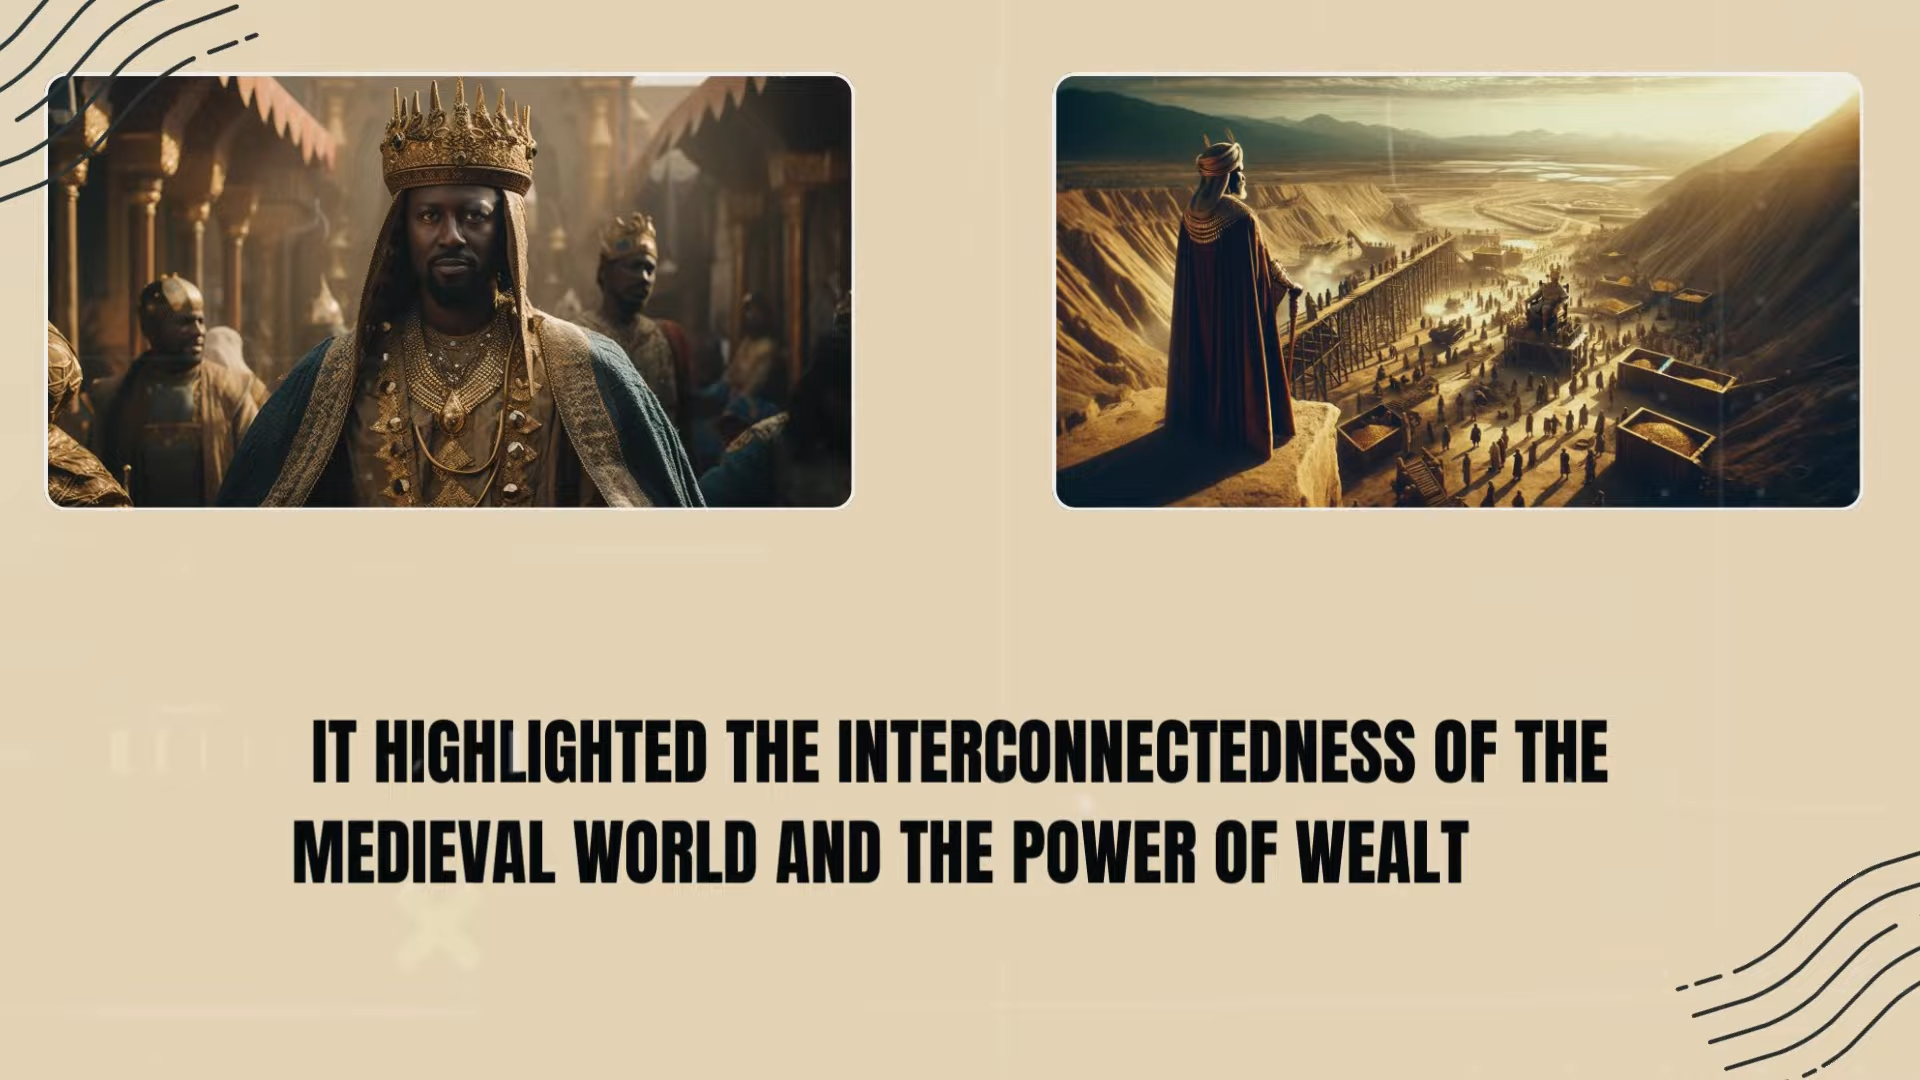 IT HIGHLIGHTED THE INTERCONNECTEDNESS OF THE
MEDIEVAL WORLD AND THE POWER OF WEALT